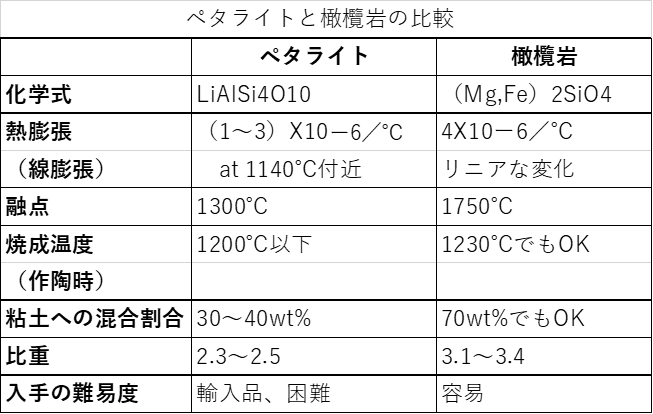 ペタライトと橄欖岩の比較
ペタライト 橄欖岩
化学式 LiAlSi4O10 （Mg,Fe）2SiO4
熱膨張 （1～3）X10－6／℃ 4X10－6／℃
（線膨張） at 1140℃付近 リニアな変化
融点 1300℃ 1750℃
焼成温度 1200℃以下 1230℃でもOK
（作陶時）
粘土への混合割合 30～40wt% 70wt%でもOK
比重 2.3～2.5 3.1～3.4
入手の難易度 輸入品、困難 容易